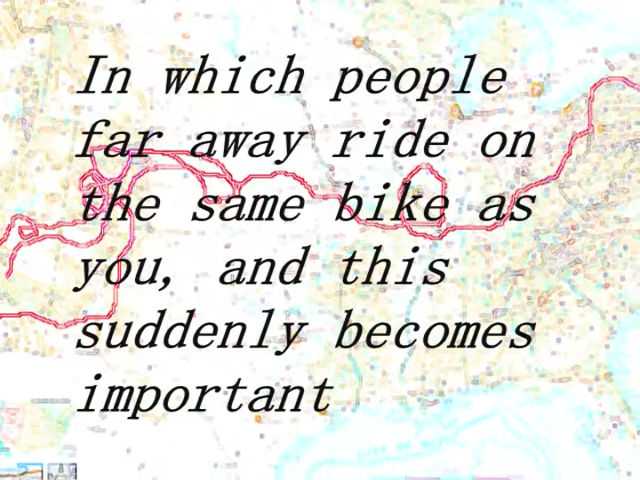 In which people
far away ride on
the same bike as
you, and this
suddenly becomes
important